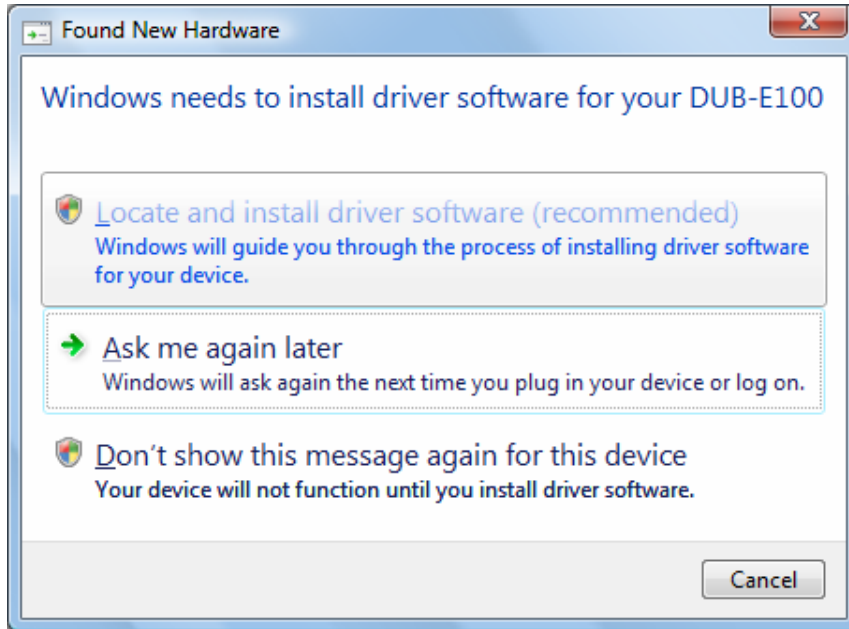 Found New Hardware
Windows needs to install driver software for your DUB-E100
Locate and install driver software (recommended)
Windows will guide you through the process of installing driver software
for your device.
Ask me again later
Windows will ask again the next time you plug in your device or log on.
Don't show this message again for this device
Your device will not function until you install driver software.
Cancel